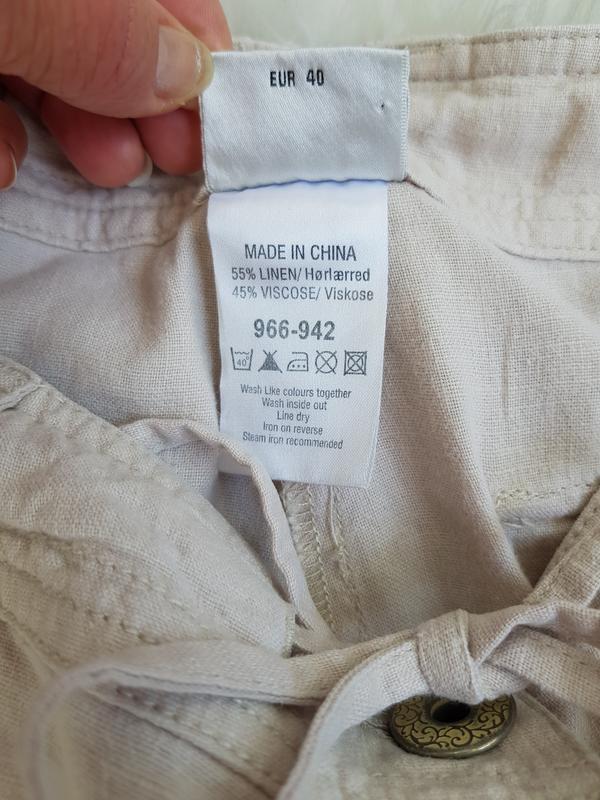 EUR 40
MADE IN CHINA
55% LINEN/ Hørlærred
45% VISCOSE/ Viskose
966-942
40°
Wash Like colours together
Wash inside out
Line dry
Iron on reverse
Steam iron recommended